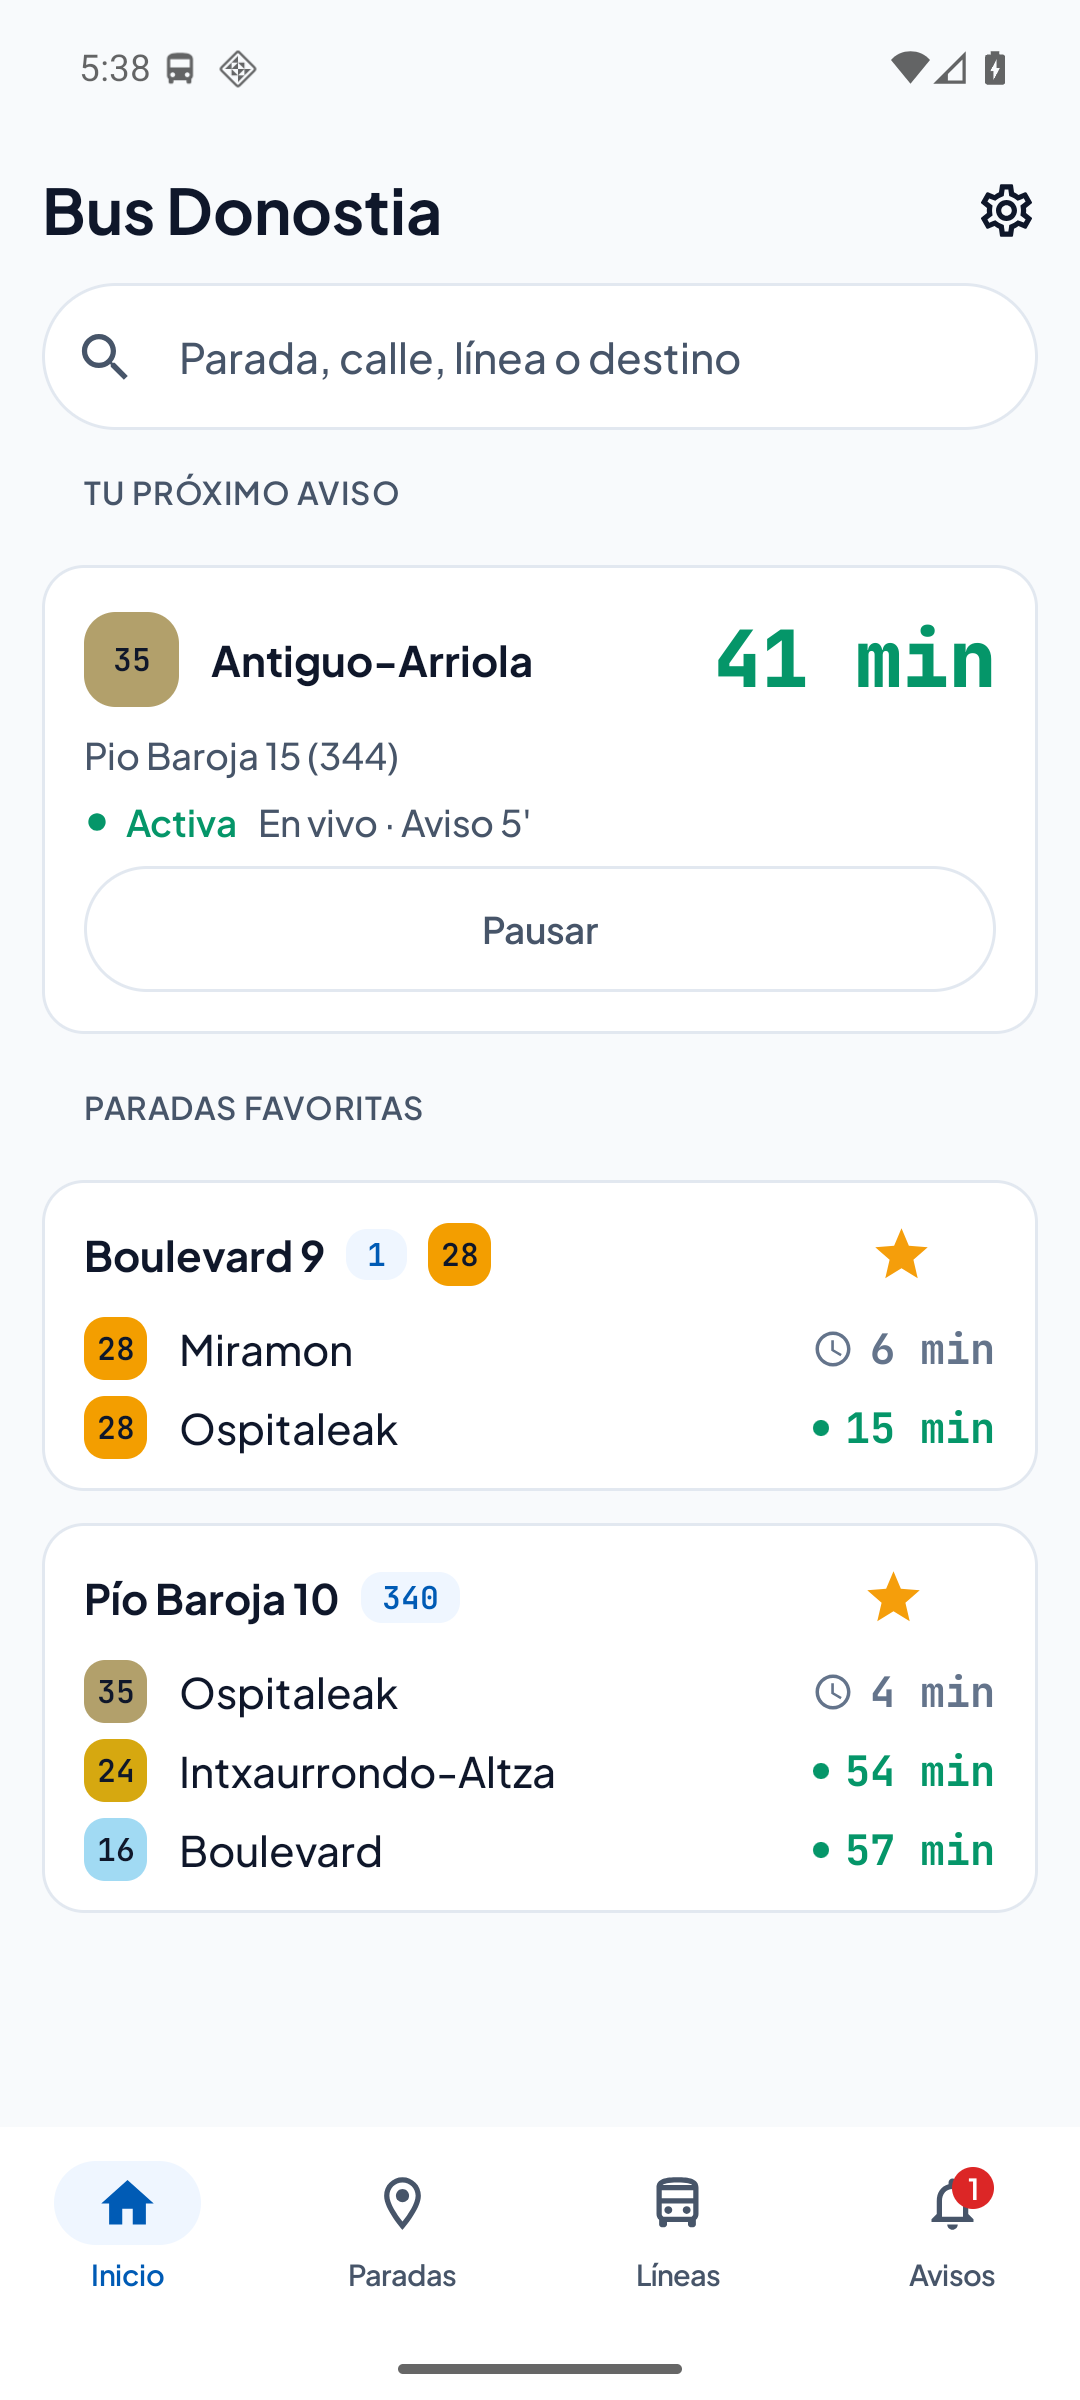 5:38
Bus Donostia
Parada, calle, línea o destino
TU PRÓXIMO AVISO
35 Antiguo-Arriola 41 min
Pio Baroja 15 (344)
Activa En vivo · Aviso 5'
Pausar
PARADAS FAVORITAS
Boulevard 9 1 28
28 Miramon 6 min
28 Ospitaleak 15 min
Pío Baroja 10 340
35 Ospitaleak 4 min
24 Intxaurrondo-Altza 54 min
16 Boulevard 57 min
1
Inicio Paradas Líneas Avisos